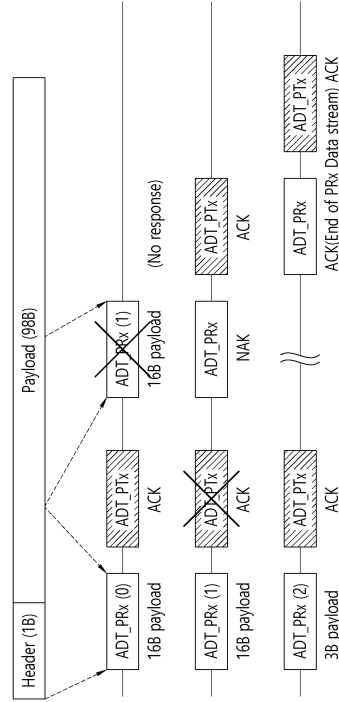 Header (1B) Payload (98B)
ADT_PRx (0) ADT_PTx ADT_PRx (1)
16B payload ACK 16B payload (No response)
ADT_PRx (1) ADT_PTx ADT_PRx ADT_PTx
16B payload ACK NAK ACK
ADT_PRx (2) ADT_PTx ADT_PRx ADT_PTx
3B payload ACK ACK(End of PRx Data stream) ACK